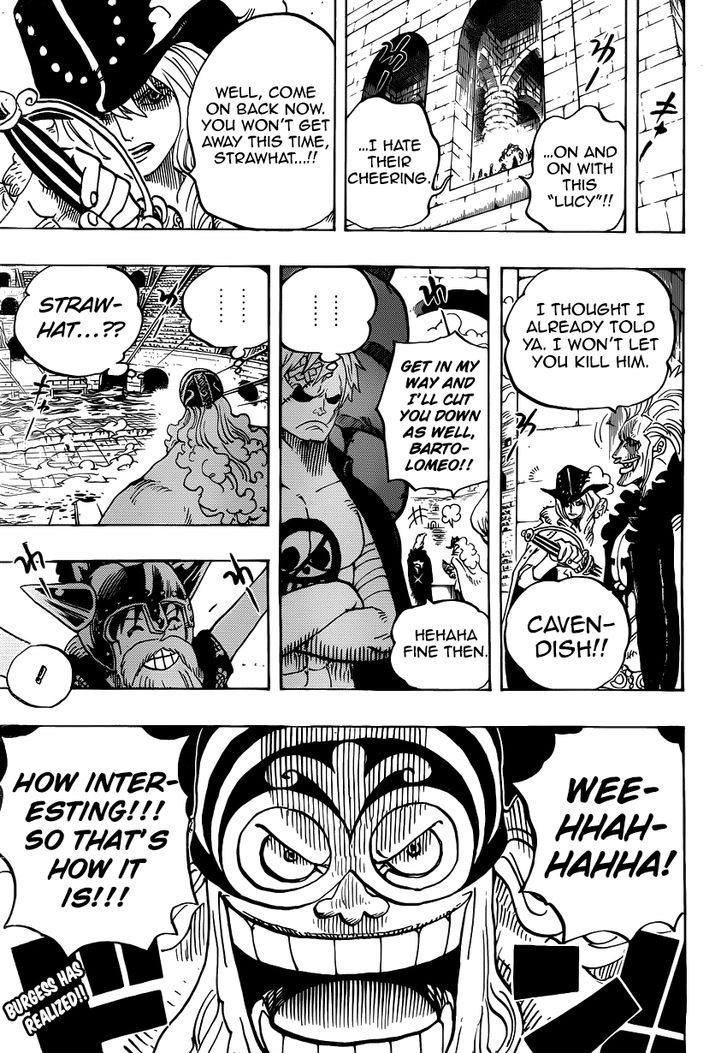 ...ON AND
ON WITH
THIS
"LUCY"!!
...I HATE
THEIR
CHEERING.
WELL, COME
ON BACK NOW.
YOU WON'T GET
AWAY THIS TIME,
STRAWHAT...!!
I THOUGHT I
ALREADY TOLD
YA. I WON'T LET
YOU KILL HIM.
CAVEN-
DISH!!
GET IN MY
WAY AND
I'LL CUT
YOU DOWN
AS WELL,
BARTO-
LOMEO!!
HEHAHA
FINE THEN.
......
......
STRAW-
HAT...??
!
WEE-
HHAH-
HAHHA!
HOW INTER-
ESTING!!!
SO THAT'S
HOW IT
IS!!!
BURGESS HAS
REALIZED!!